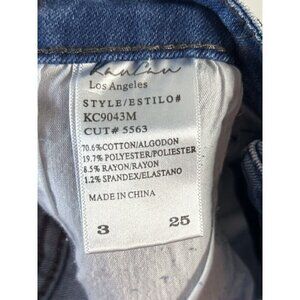 KanCan
Los Angeles
STYLE/ESTILO#
KC9043M
CUT# 5563
70.6%COTTON/ALGODON
19.7%POLYESTER/POLIESTER
8.5%RAYON/RAYON
1.2%SPANDEX/ELASTANO
MADE IN CHINA
3 25